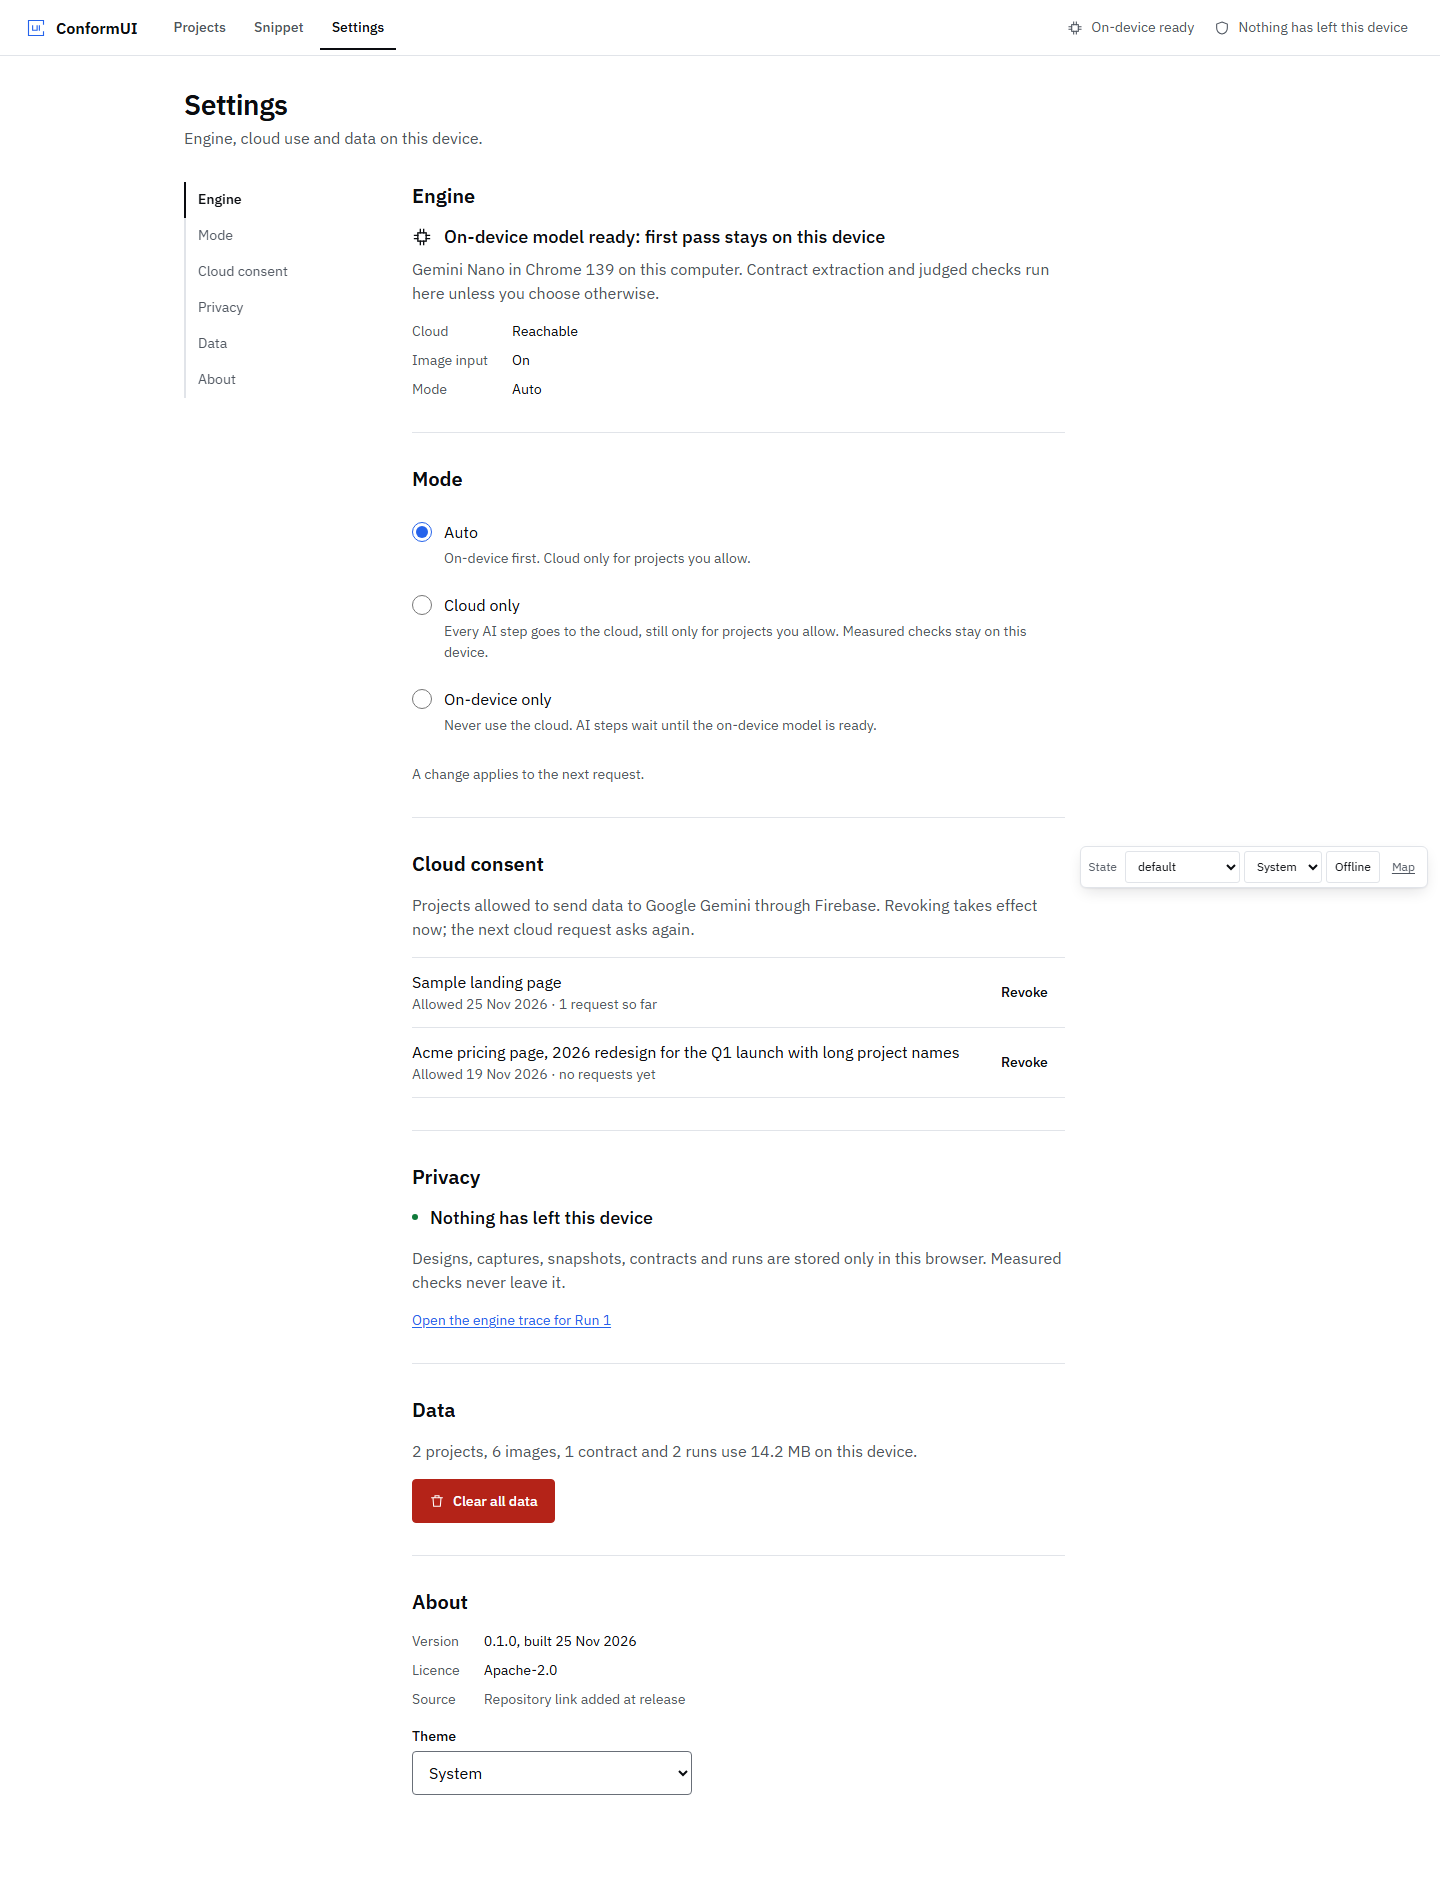 UI ConformUI Projects Snippet Settings On-device ready Nothing has left this device
Settings
Engine, cloud use and data on this device.
Engine
Mode
Cloud consent
Privacy
Data
About
Engine
On-device model ready: first pass stays on this device
Gemini Nano in Chrome 139 on this computer. Contract extraction and judged checks run
here unless you choose otherwise.
Cloud Reachable
Image input On
Mode Auto
Mode
Auto
On-device first. Cloud only for projects you allow.
Cloud only
Every AI step goes to the cloud, still only for projects you allow. Measured checks stay on this
device.
On-device only
Never use the cloud. AI steps wait until the on-device model is ready.
A change applies to the next request.
State default System Offline Map
Cloud consent
Projects allowed to send data to Google Gemini through Firebase. Revoking takes effect
now; the next cloud request asks again.
Sample landing page
Allowed 25 Nov 2026 · 1 request so far
Revoke
Acme pricing page, 2026 redesign for the Q1 launch with long project names
Allowed 19 Nov 2026 · no requests yet
Revoke
Privacy
Nothing has left this device
Designs, captures, snapshots, contracts and runs are stored only in this browser. Measured
checks never leave it.
Open the engine trace for Run 1
Data
2 projects, 6 images, 1 contract and 2 runs use 14.2 MB on this device.
Clear all data
About
Version 0.1.0, built 25 Nov 2026
Licence Apache-2.0
Source Repository link added at release
Theme
System